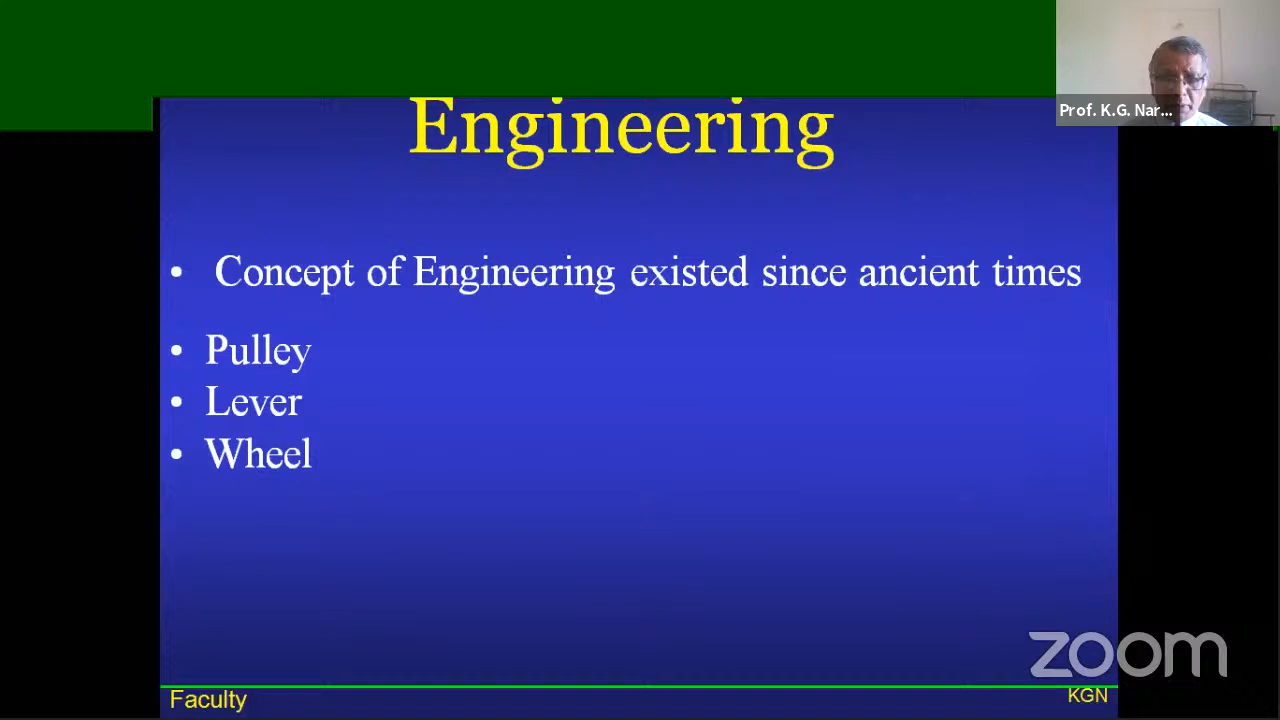 Prof. K.G. Nar...
Engineering
• Concept of Engineering existed since ancient times
• Pulley
• Lever
• Wheel
zoom
Faculty
KGN